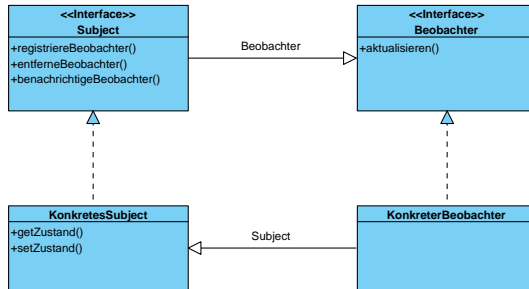 <<Interface>>
Subject
+registriereBeobachter()
+entferneBeobachter()
+benachrichtigeBeobachter()
Beobachter
<<Interface>>
Beobachter
+aktualisieren()
KonkretesSubject
+getZustand()
+setZustand()
Subject
KonkreterBeobachter